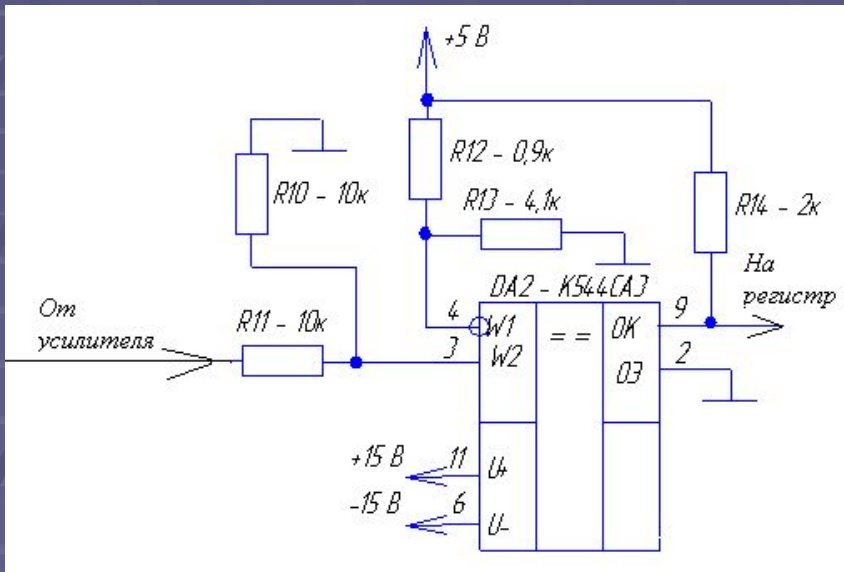 +5 В
R12 - 0,9к
R10 - 10к
R13 - 4,1к
R14 - 2к
На
регистр
DA2 - К544СА3
От
усилителя
R11 - 10к
4
W1
= =
ОК
9
3
W2
ОЭ
2
+15 В
11
U+
-15 В
6
U-